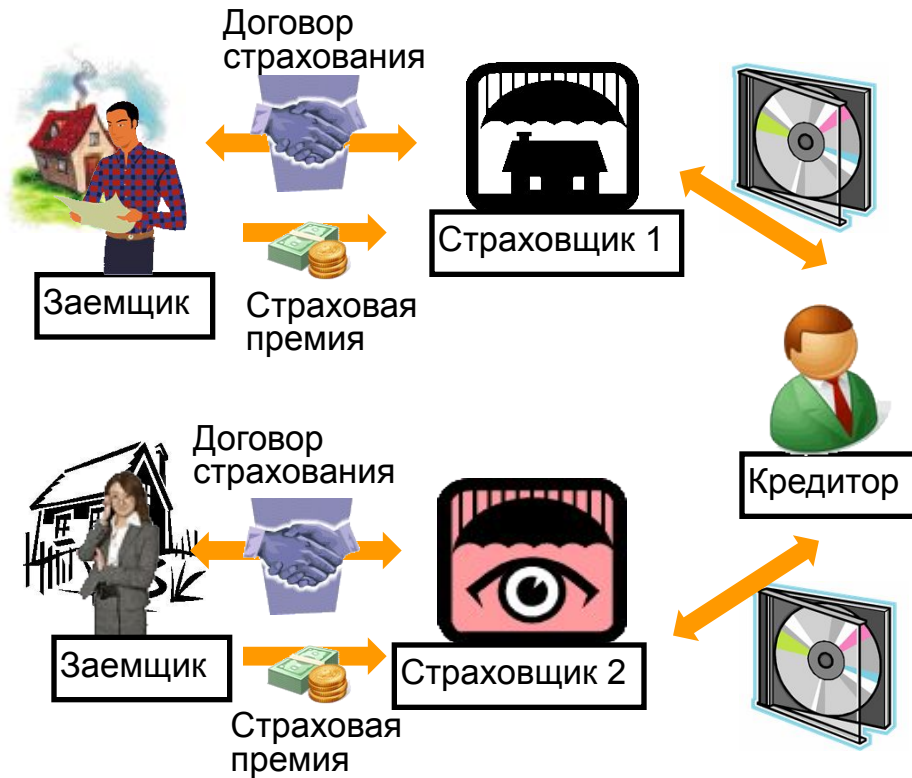 Договор
страхования
Страховщик 1
Заемщик
Страховая
премия
Кредитор
Договор
страхования
Заемщик
Страховщик 2
Страховая
премия